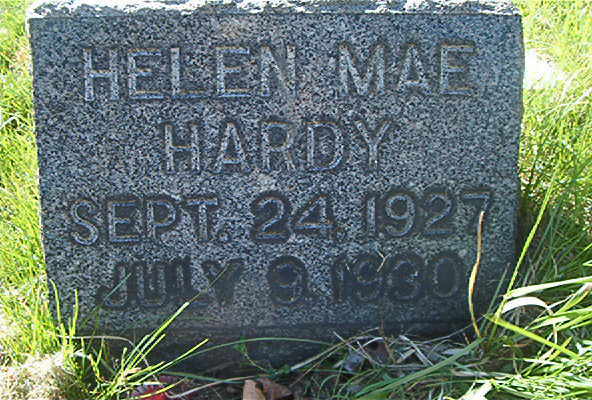 HELEN MAE
HARDY
SEPT. 24, 1927
JULY 9, 1930